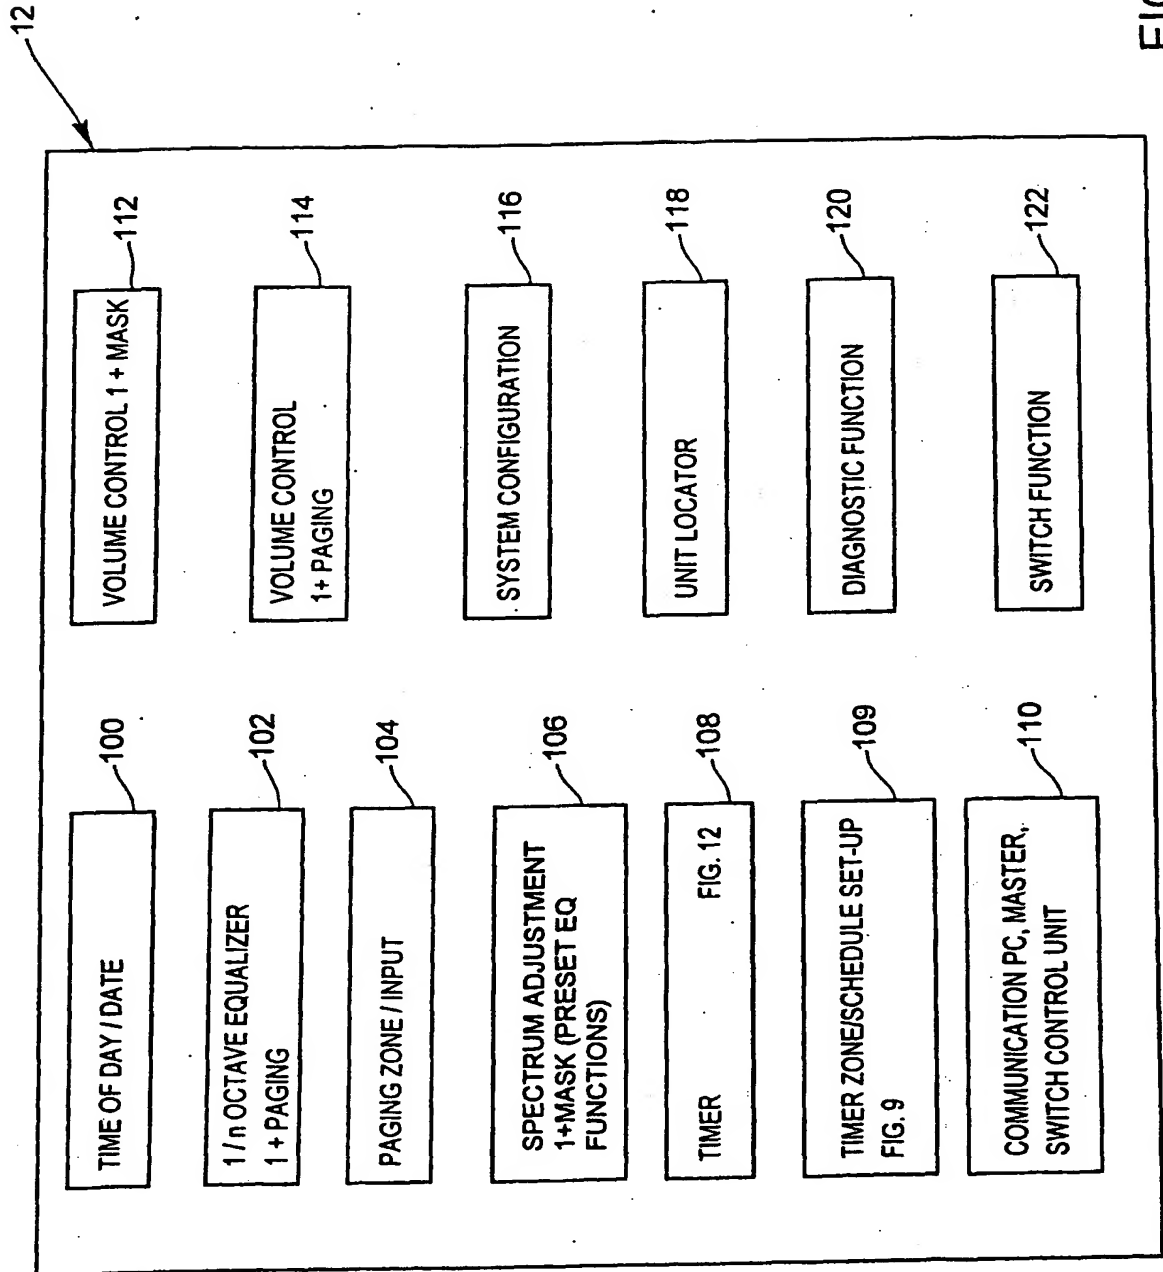 12
TIME OF DAY / DATE
100
1 / n OCTAVE EQUALIZER
1 + PAGING
102
PAGING ZONE / INPUT
104
SPECTRUM ADJUSTMENT
1+MASK (PRESET EQ
FUNCTIONS)
106
TIMER FIG. 12
108
TIMER ZONE/SCHEDULE SET-UP
FIG. 9
109
COMMUNICATION PC, MASTER,
SWITCH CONTROL UNIT
110
VOLUME CONTROL 1 + MASK
112
VOLUME CONTROL
1+ PAGING
114
SYSTEM CONFIGURATION
116
UNIT LOCATOR
118
DIAGNOSTIC FUNCTION
120
SWITCH FUNCTION
122